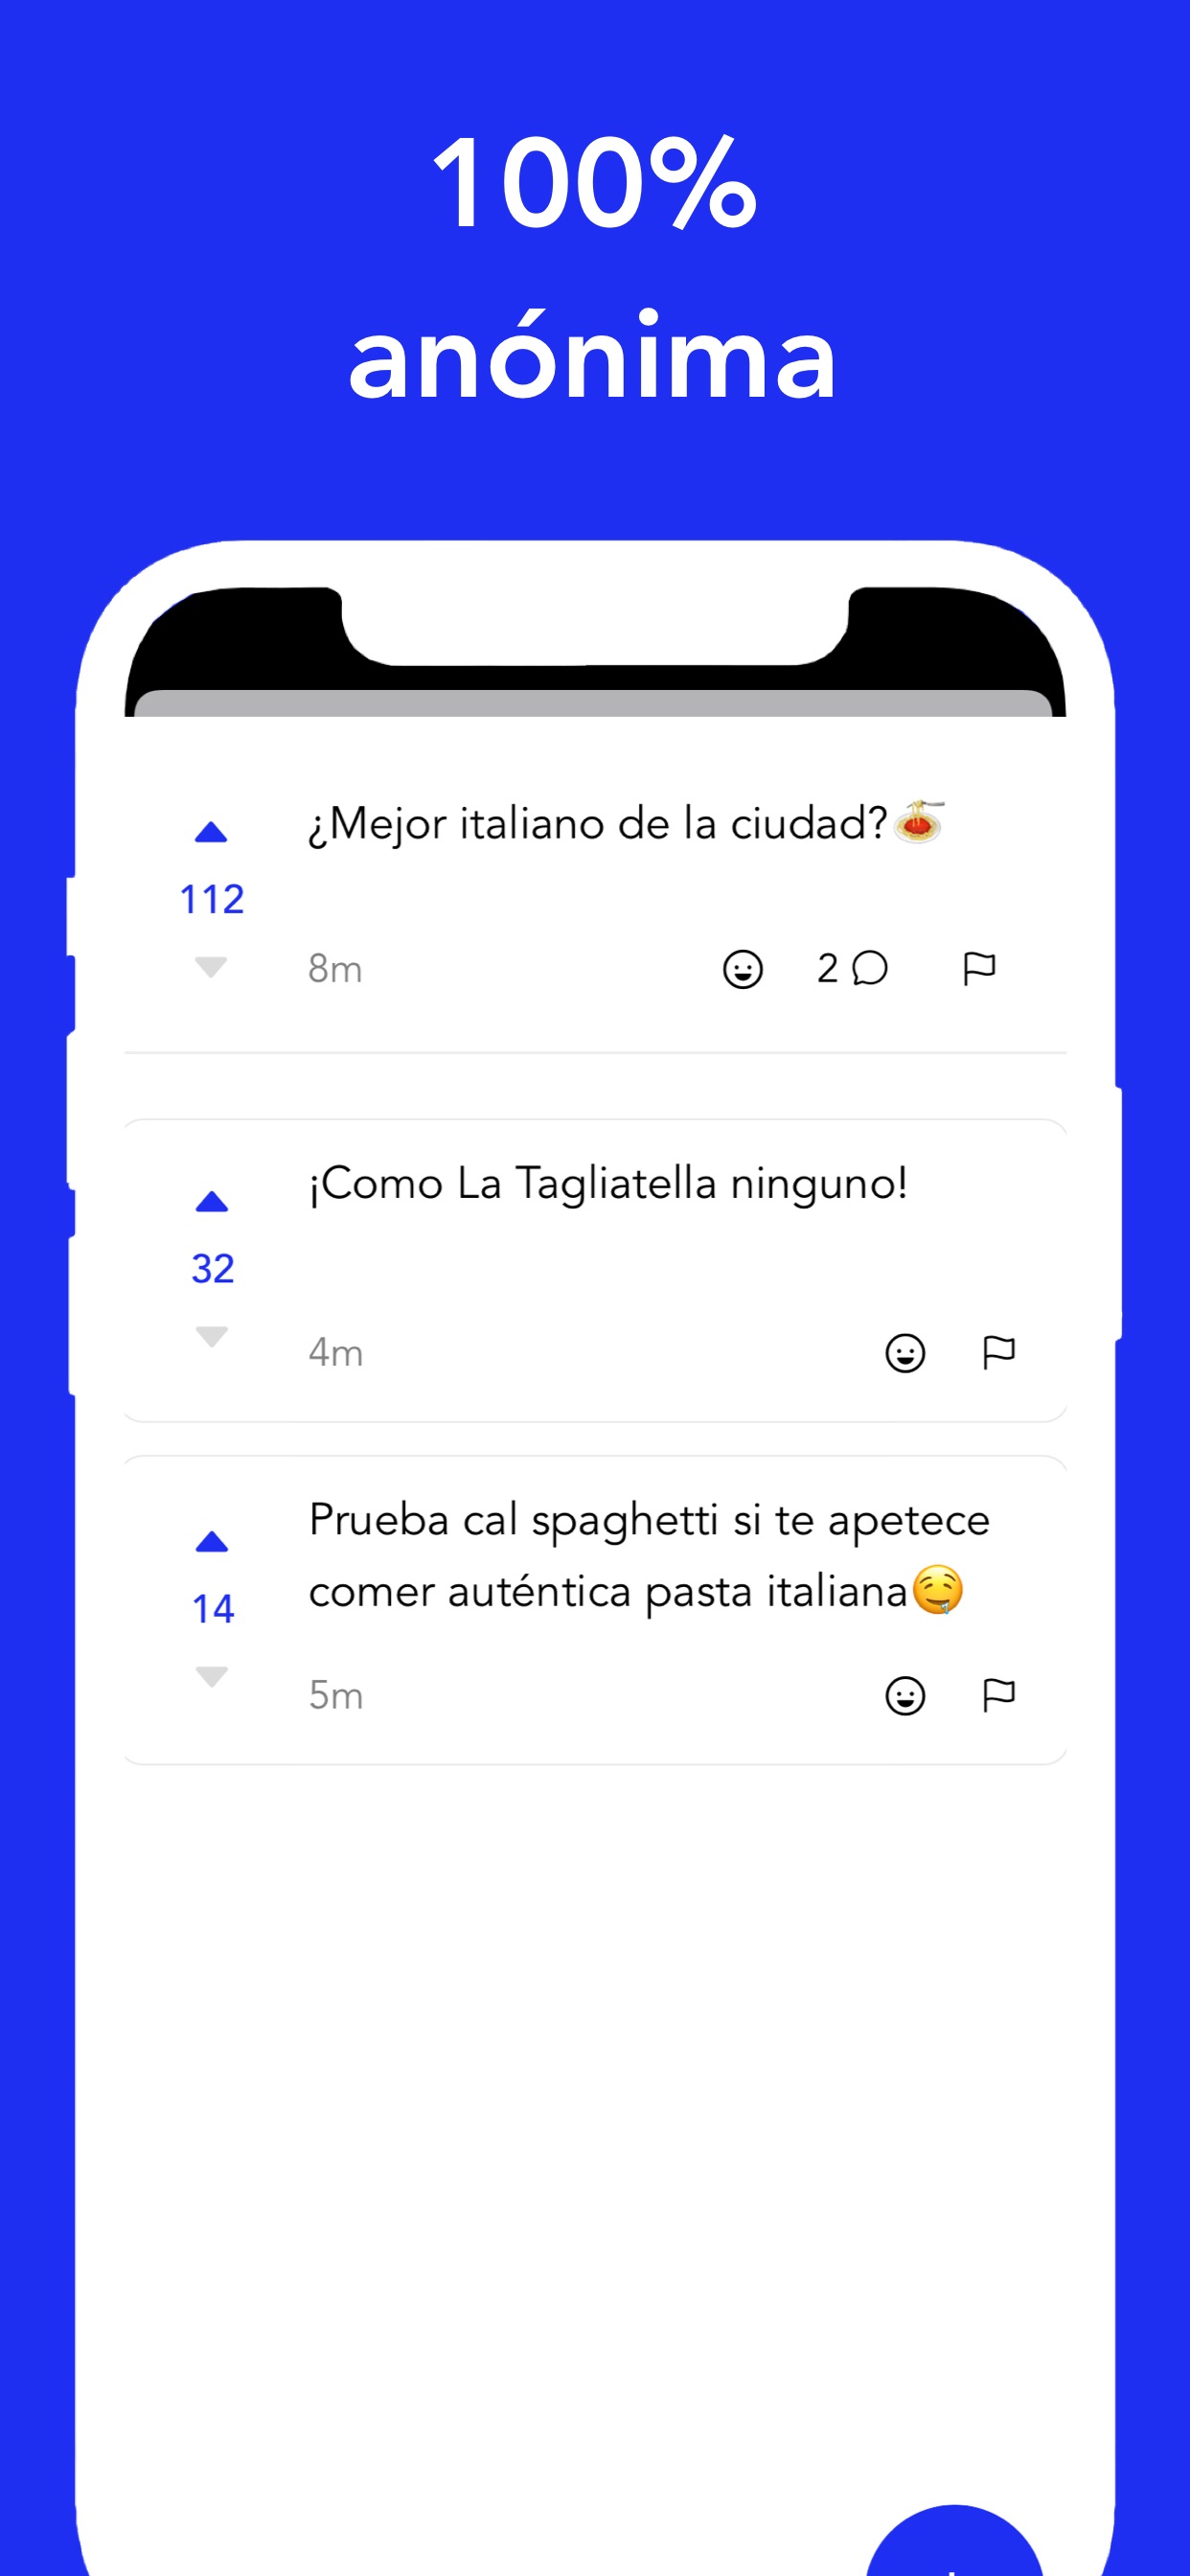 100%
anónima
¿Mejor italiano de la ciudad?🍝
112
8m
2
¡Como La Tagliatella ninguno!
32
4m
Prueba cal spaghetti si te apetece
comer auténtica pasta italiana🤤
14
5m